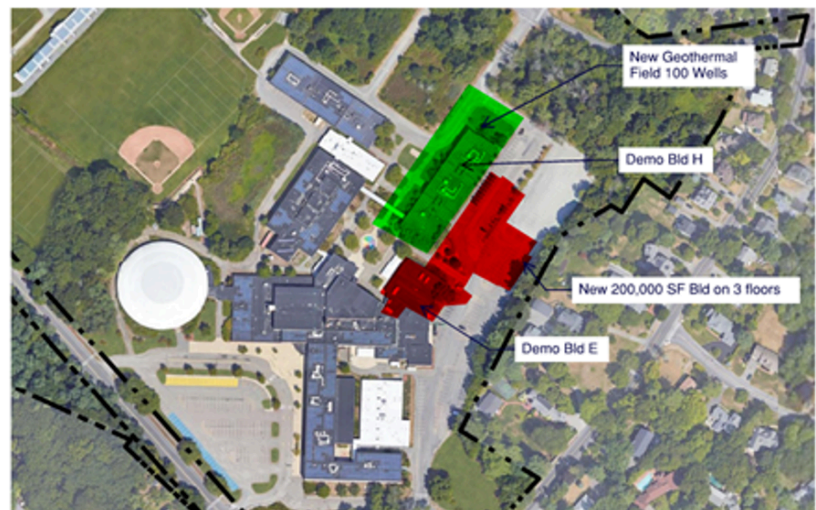 New Geothermal
Field 100 Wells
Demo Bld H
New 200,000 SF Bld on 3 floors
Demo Bld E